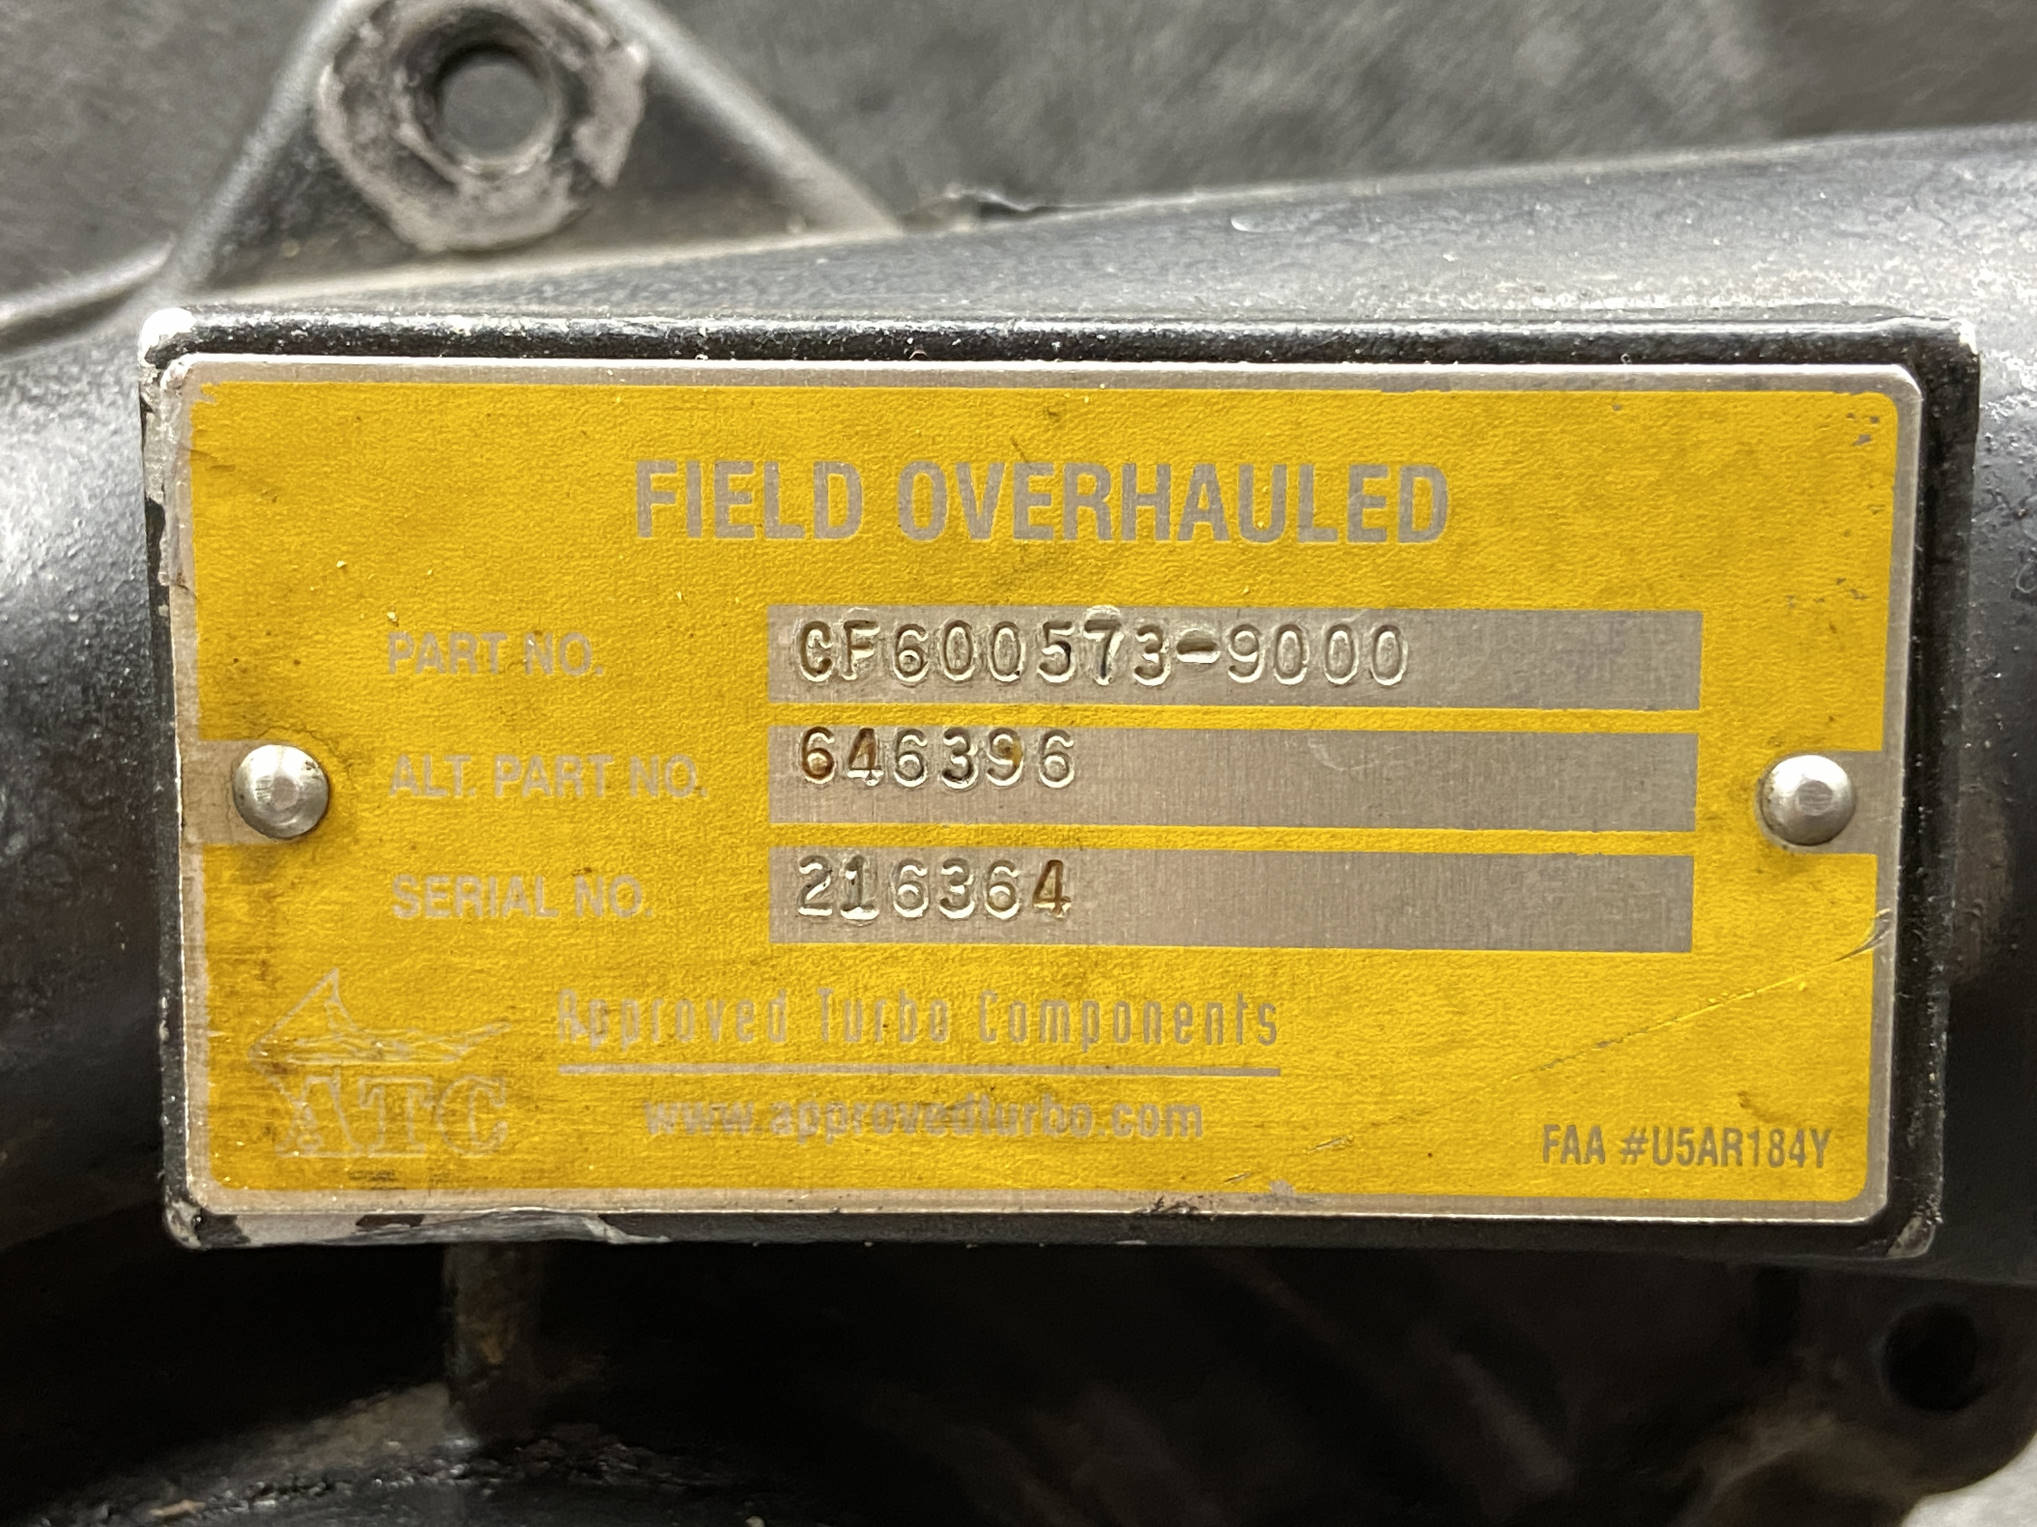 FIELD OVERHAULED
PART NO. CF600573-9000
ALT. PART NO. 646396
SERIAL NO. 216364
Approved Turbo Components
ATC
www.approvedturbo.com
FAA #U5AR184Y